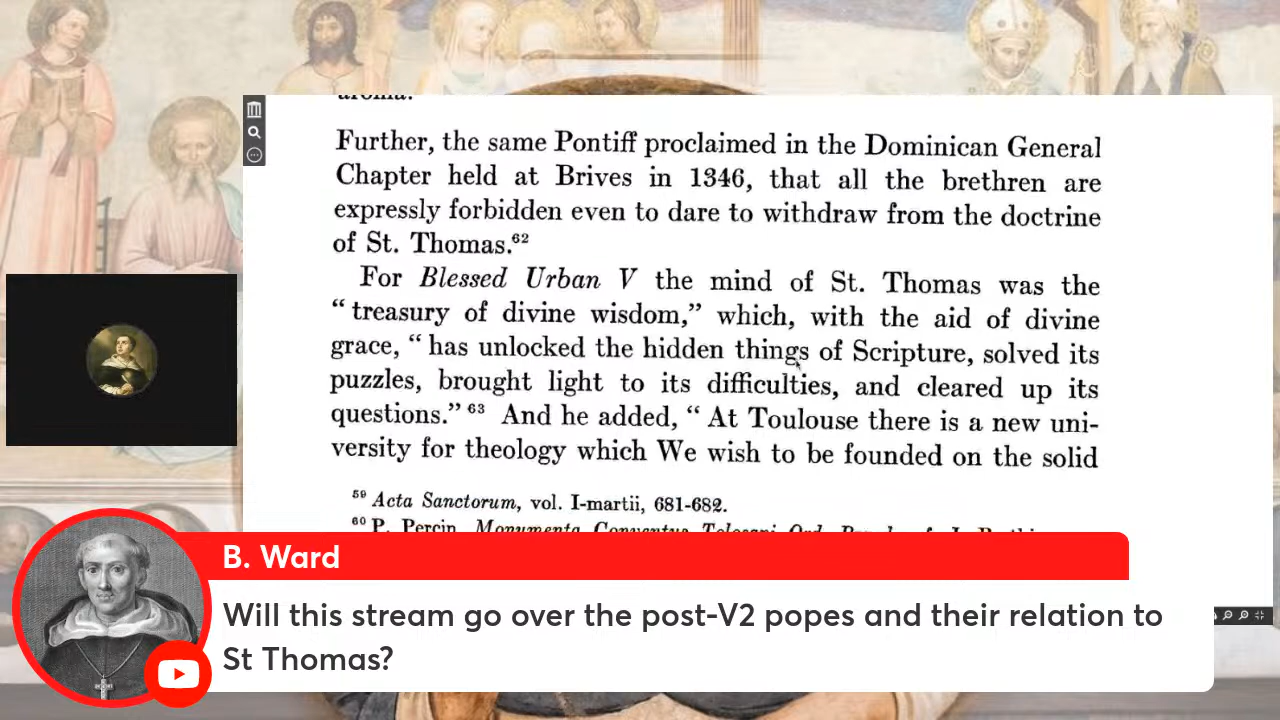 aroma.
Further, the same Pontiff proclaimed in the Dominican General
Chapter held at Brives in 1346, that all the brethren are
expressly forbidden even to dare to withdraw from the doctrine
of St. Thomas.⁶²
For Blessed Urban V the mind of St. Thomas was the
“ treasury of divine wisdom,” which, with the aid of divine
grace, “ has unlocked the hidden things of Scripture, solved its
puzzles, brought light to its difficulties, and cleared up its
questions.” ⁶³ And he added, “ At Toulouse there is a new uni-
versity for theology which We wish to be founded on the solid
⁵⁹ Acta Sanctorum, vol. I-martii, 681-682.
⁶⁰ P. Percin, Monumenta Conventus Tolosani Ord.
B. Ward
Will this stream go over the post-V2 popes and their relation to
St Thomas?